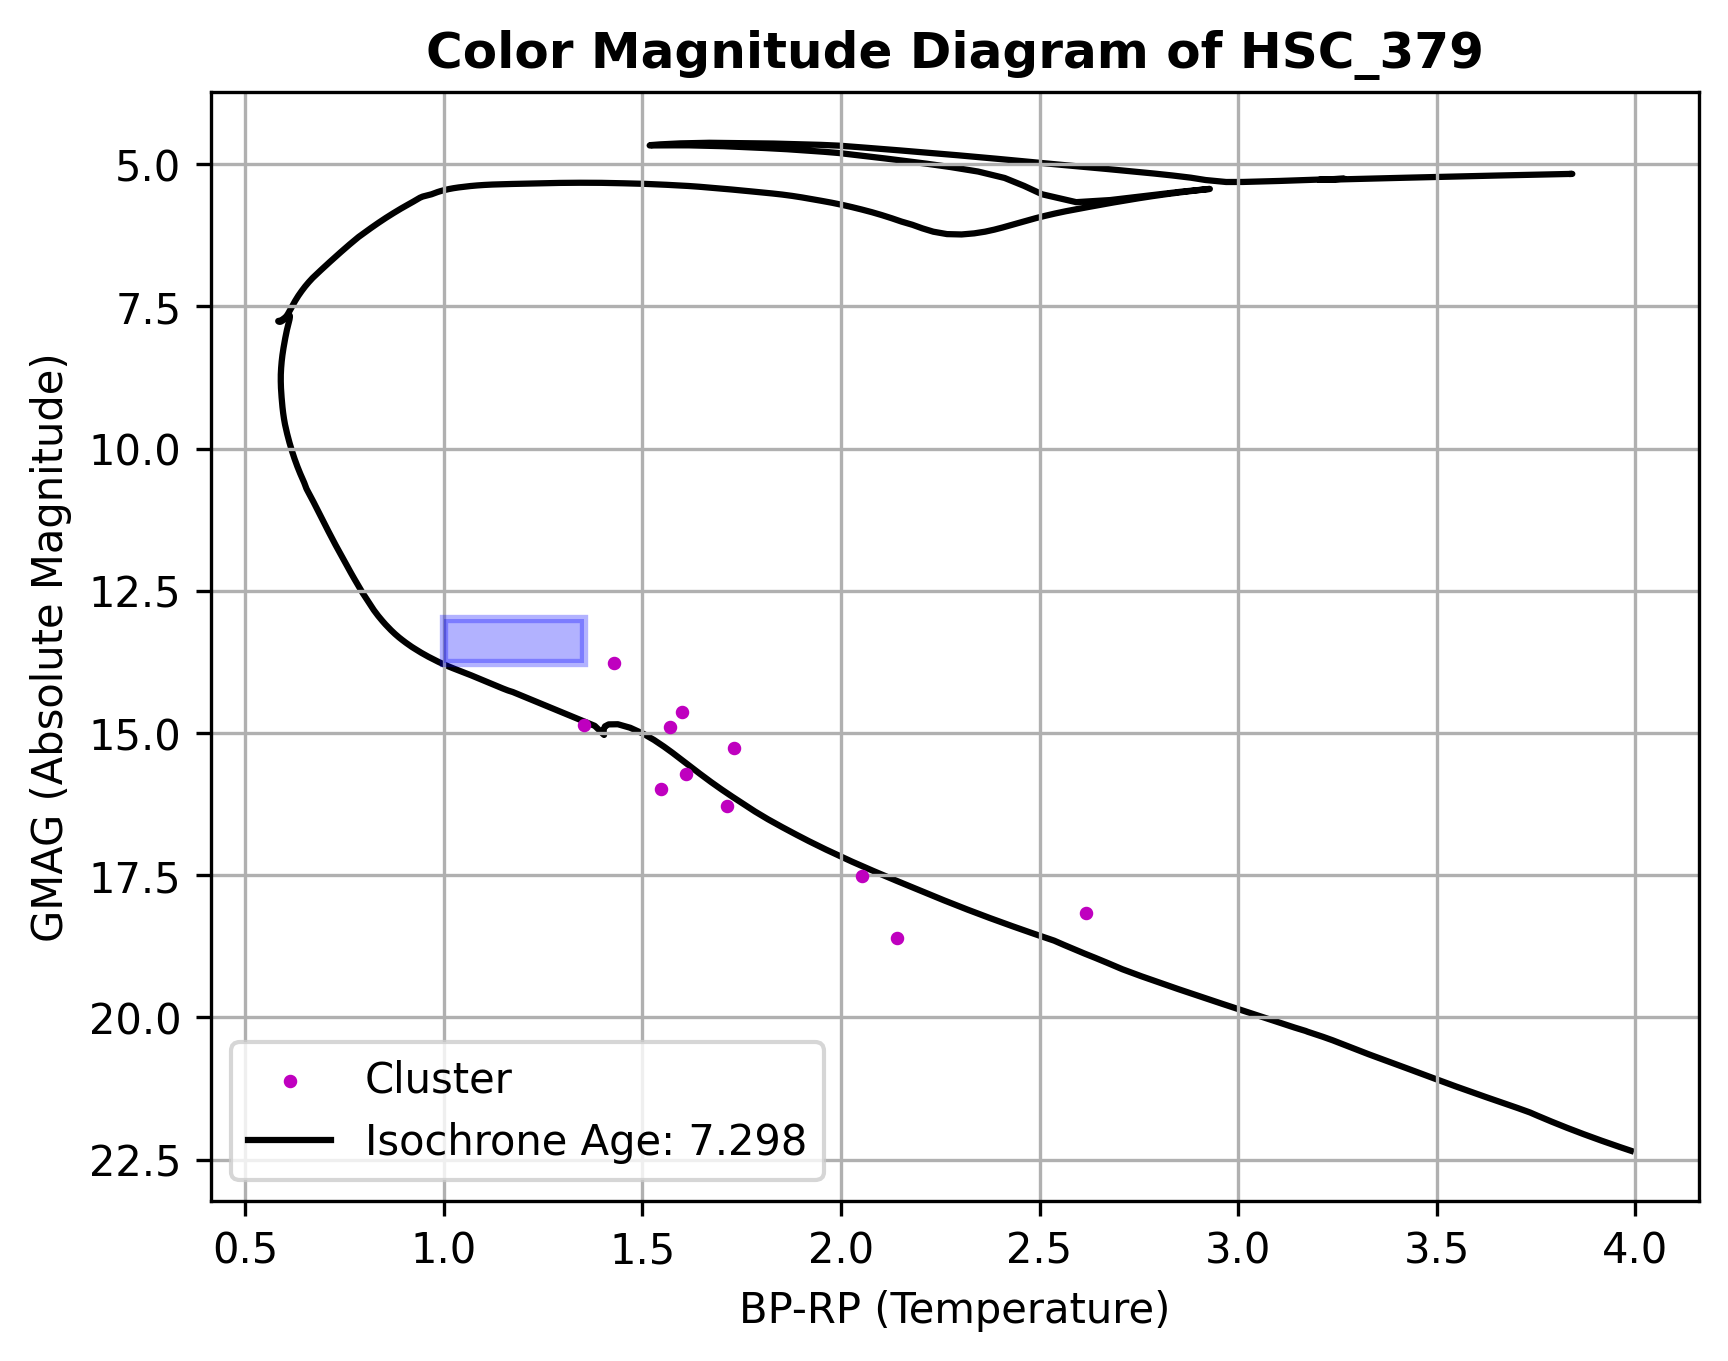 Color Magnitude Diagram of HSC_379
GMAG (Absolute Magnitude)
5.0
7.5
10.0
12.5
15.0
17.5
20.0
22.5
Cluster
Isochrone Age: 7.298
0.5 1.0 1.5 2.0 2.5 3.0 3.5 4.0
BP-RP (Temperature)